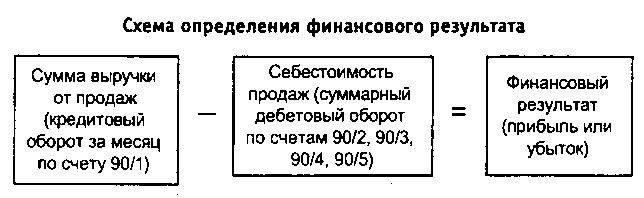 Схема определения финансового результата
Сумма выручки
от продаж
(кредитовый
оборот за месяц
по счету 90/1)
—
Себестоимость
продаж (суммарный
дебетовый оборот
по счетам 90/2, 90/3,
90/4, 90/5)
=
Финансовый
результат
(прибыль или
убыток)